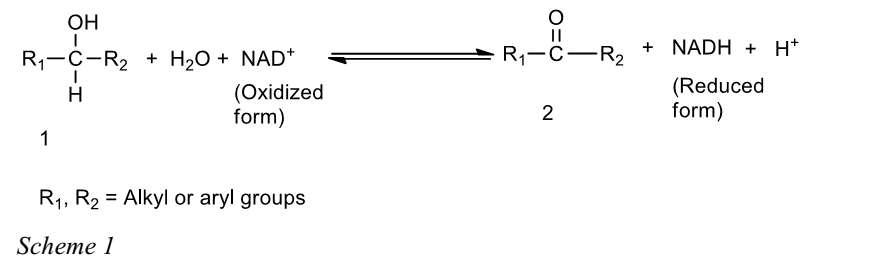 OH
R₁—C—R₂ + H₂O + NAD⁺ ⇌ R₁—C—R₂ + NADH + H⁺
O
H
(Oxidized form)
(Reduced form)
1
2
R₁, R₂ = Alkyl or aryl groups
Scheme 1